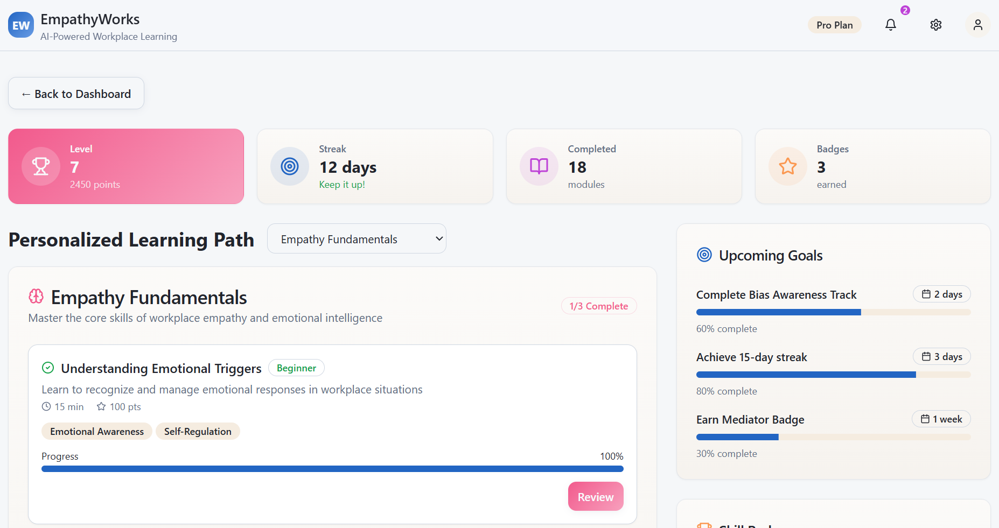 EW
EmpathyWorks
AI-Powered Workplace Learning
Pro Plan
2
← Back to Dashboard
Level
7
2450 points
Streak
12 days
Keep it up!
Completed
18
modules
Badges
3
earned
Personalized Learning Path
Empathy Fundamentals
Empathy Fundamentals
Master the core skills of workplace empathy and emotional intelligence
1/3 Complete
Understanding Emotional Triggers
Beginner
Learn to recognize and manage emotional responses in workplace situations
15 min
100 pts
Emotional Awareness
Self-Regulation
Progress
100%
Review
Upcoming Goals
Complete Bias Awareness Track
2 days
60% complete
Achieve 15-day streak
3 days
80% complete
Earn Mediator Badge
1 week
30% complete